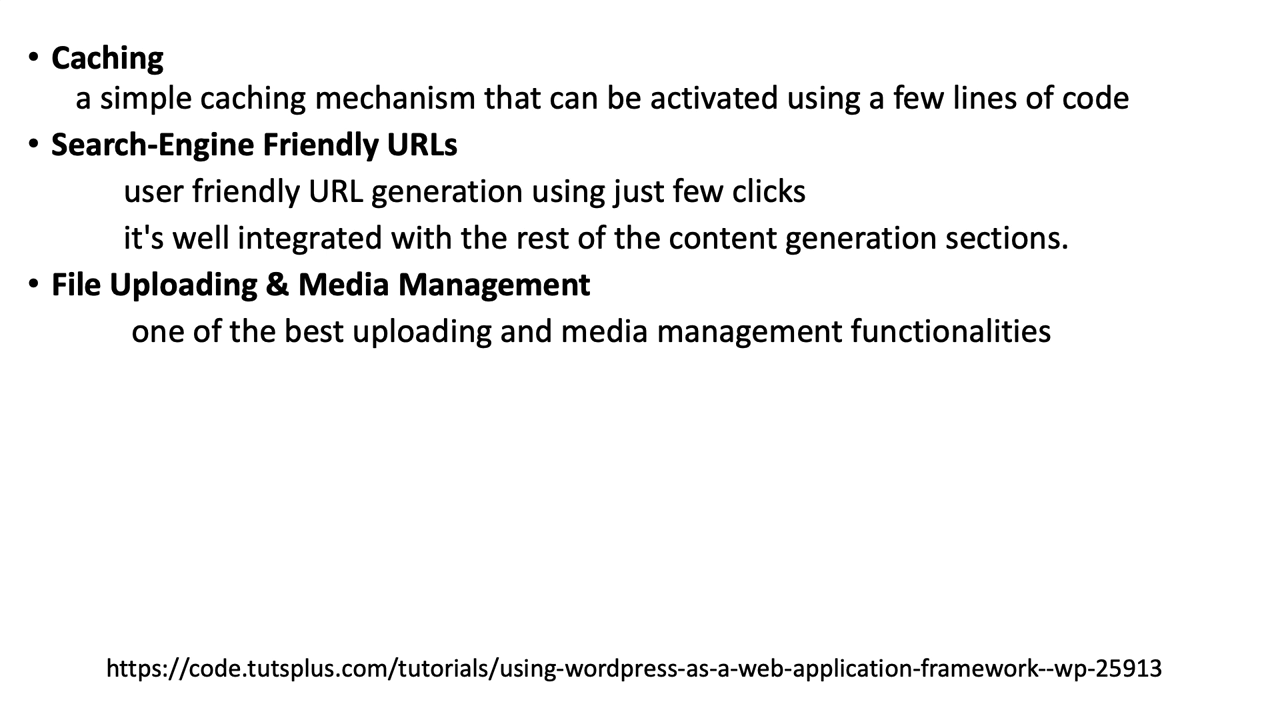 • Caching
a simple caching mechanism that can be activated using a few lines of code
• Search-Engine Friendly URLs
user friendly URL generation using just few clicks
it's well integrated with the rest of the content generation sections.
• File Uploading & Media Management
one of the best uploading and media management functionalities
https://code.tutsplus.com/tutorials/using-wordpress-as-a-web-application-framework--wp-25913